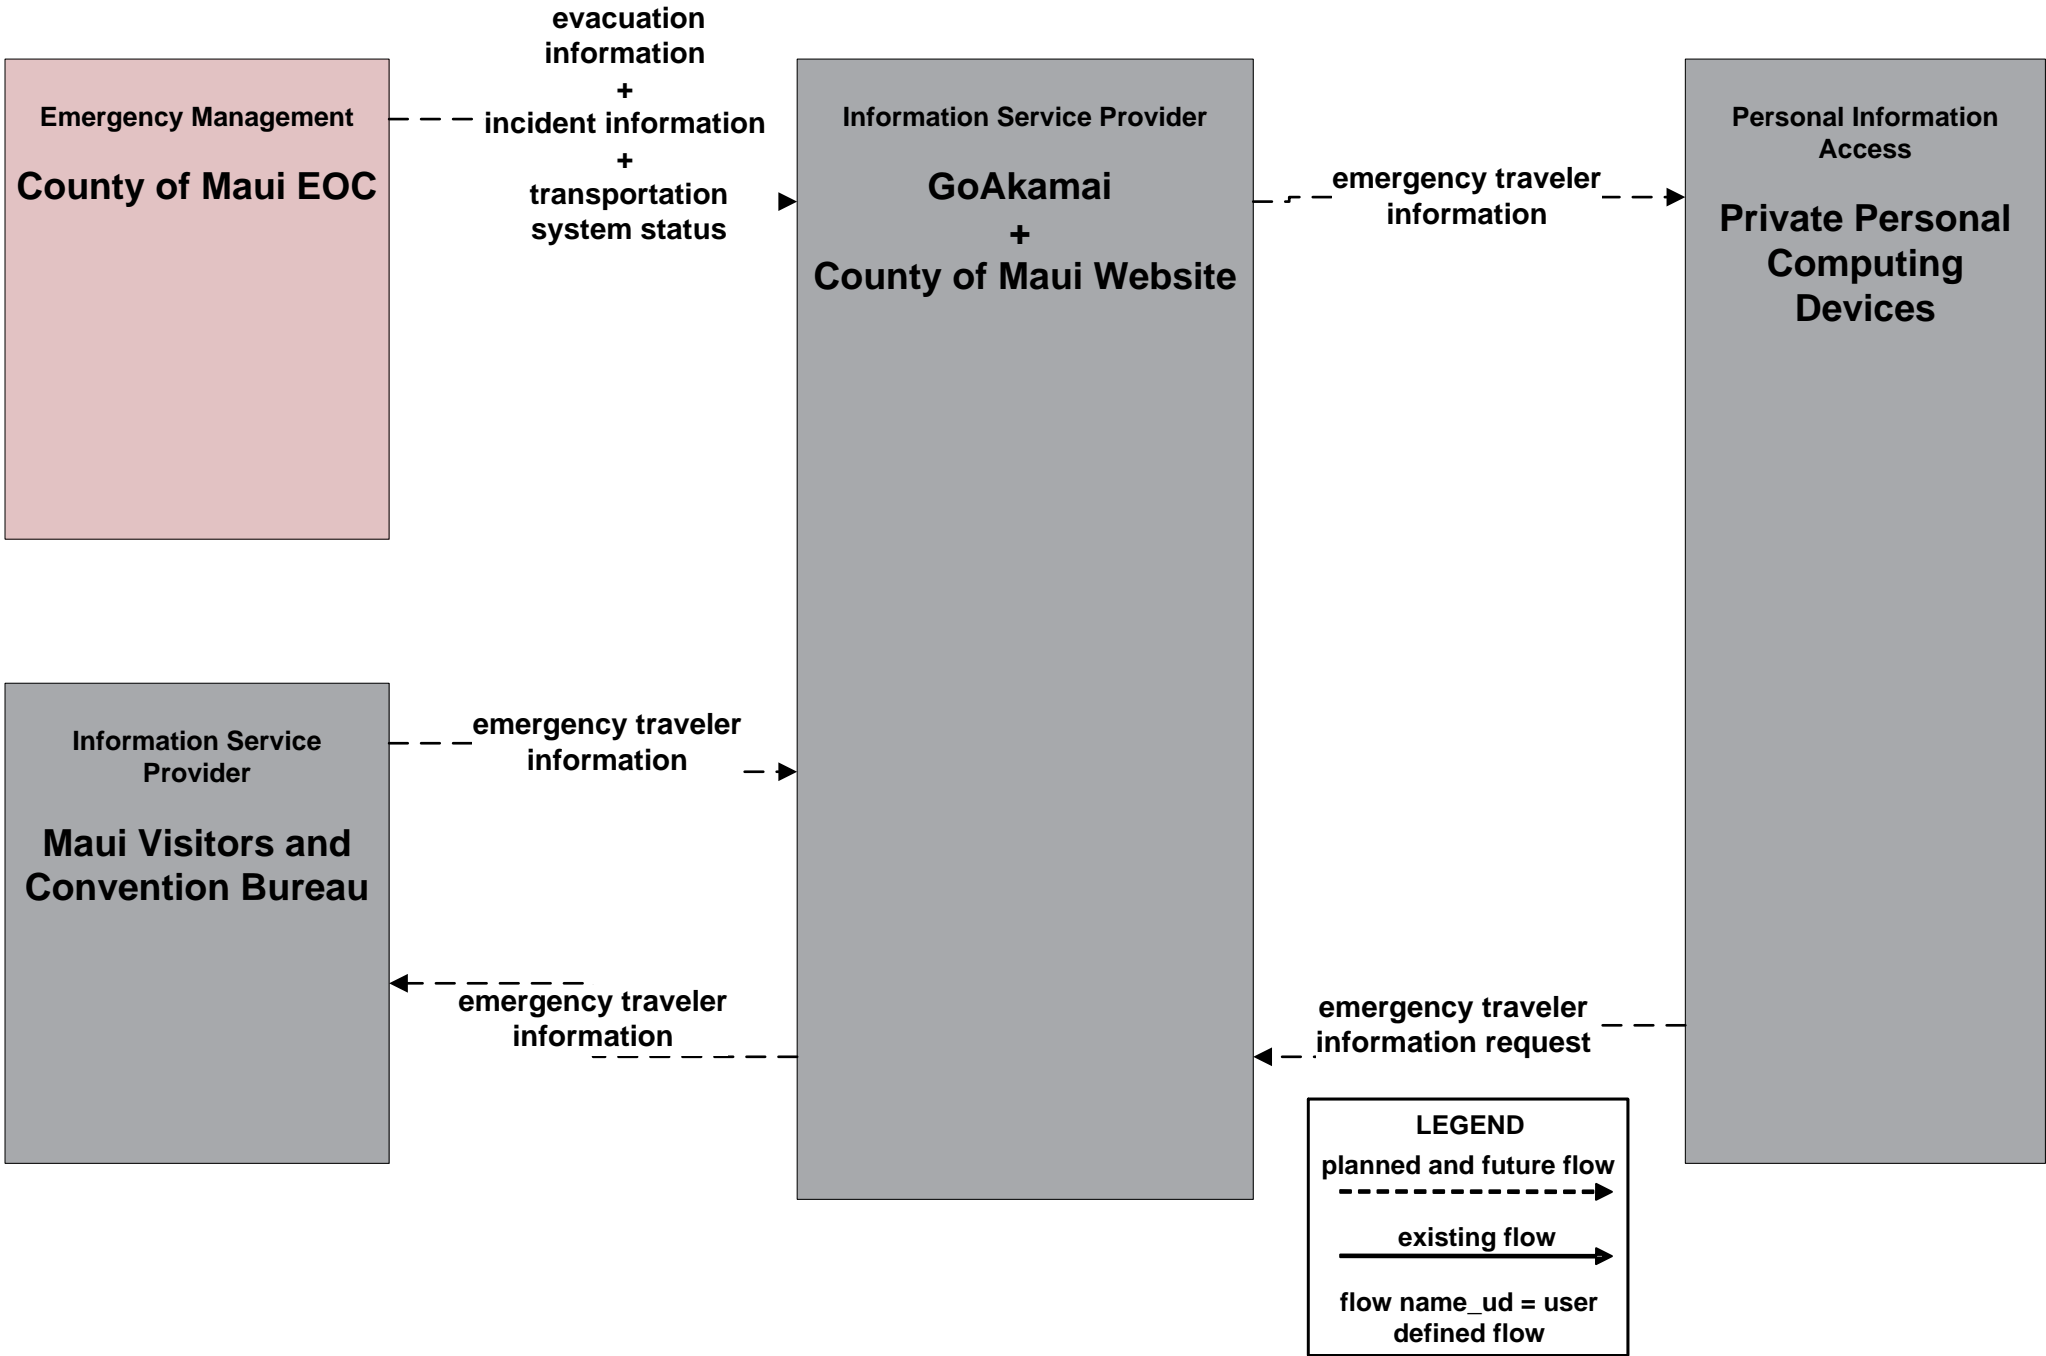 evacuation
information
+
incident information
+
transportation
system status
Emergency Management
County of Maui EOC
Information Service Provider
GoAkamai
+
County of Maui Website
emergency traveler
information
Personal Information
Access
Private Personal
Computing
Devices
Information Service
Provider
Maui Visitors and
Convention Bureau
emergency traveler
information
emergency traveler
information
emergency traveler
information request
LEGEND
planned and future flow
existing flow
flow name_ud = user
defined flow